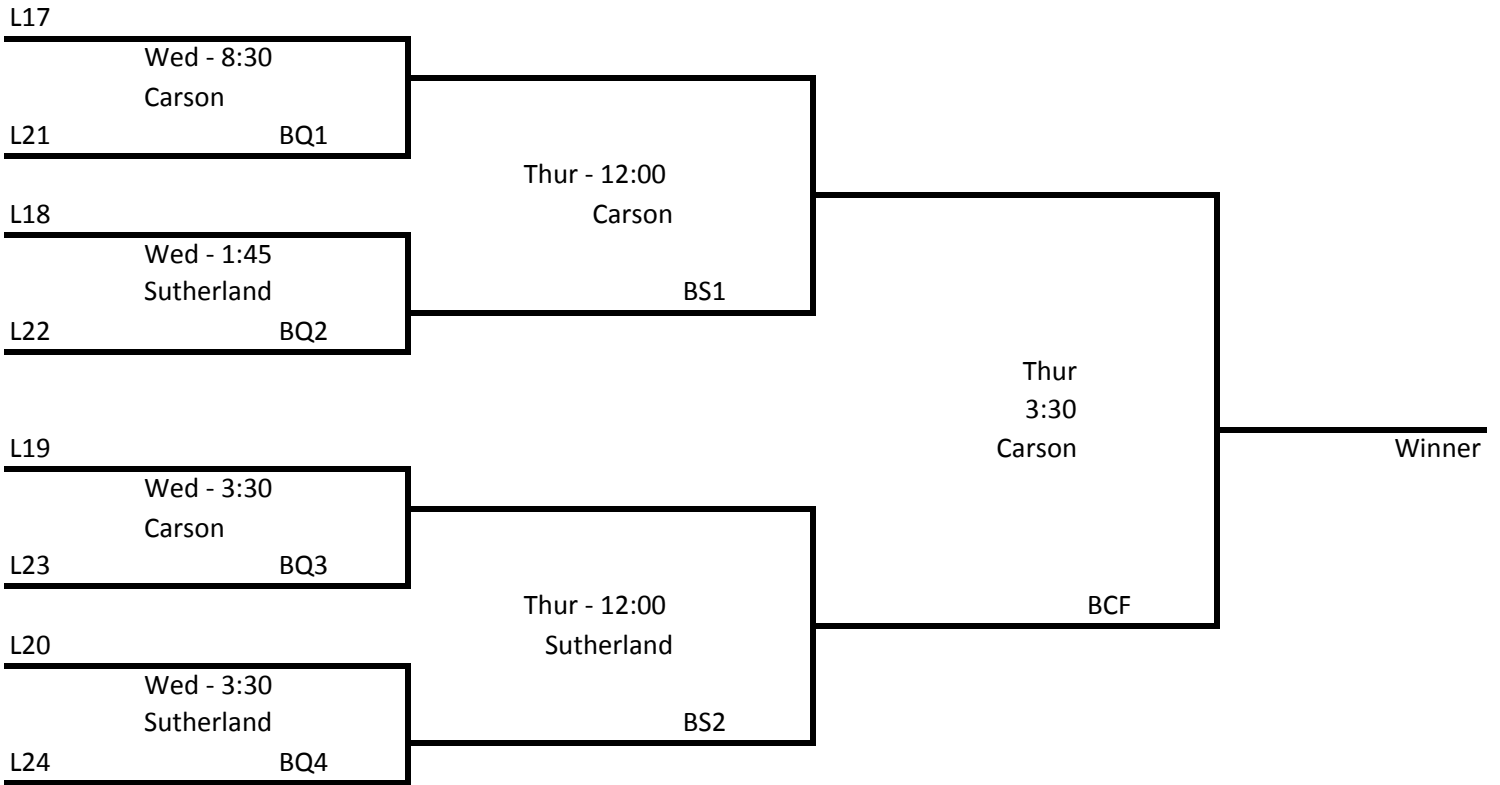 L17
Wed - 8:30
Carson
L21 BQ1
Thur - 12:00
L18 Carson
Wed - 1:45
Sutherland BS1
L22 BQ2
Thur
3:30
L19 Carson Winner
Wed - 3:30
Carson
L23 BQ3
Thur - 12:00 BCF
L20 Sutherland
Wed - 3:30
Sutherland BS2
L24 BQ4